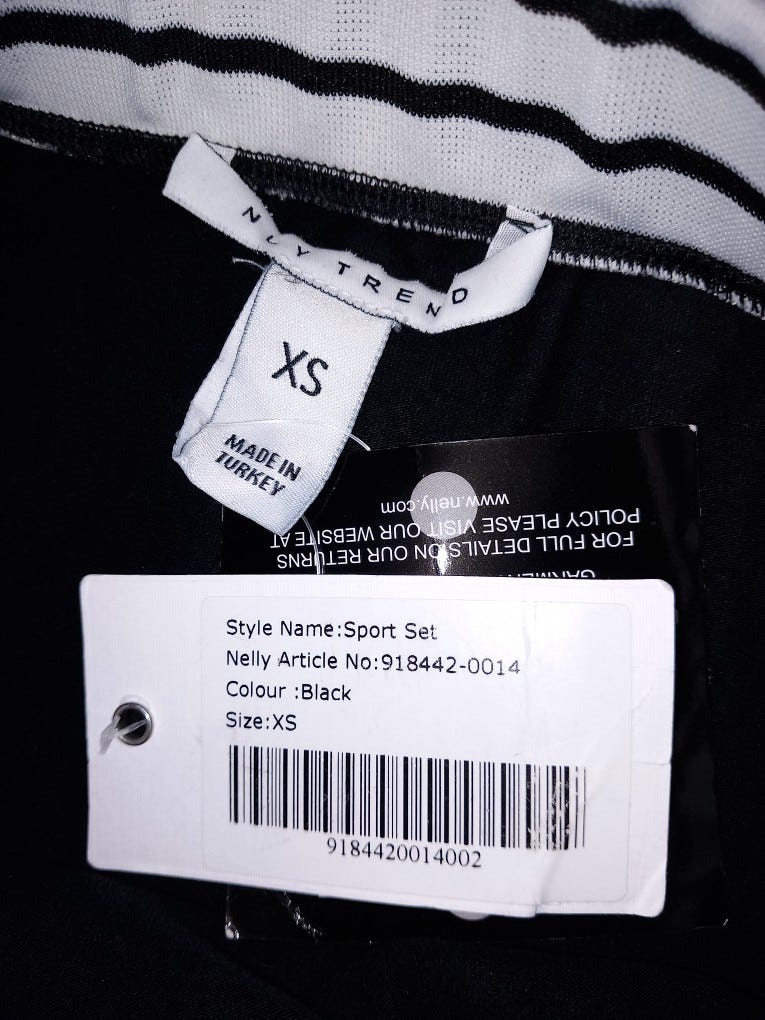 NLY TREND
XS
MADE IN
TURKEY
FOR FULL DETAILS ON OUR RETURNS
POLICY PLEASE VISIT OUR WEBSITE AT
www.nelly.com
Style Name:Sport Set
Nelly Article No:918442-0014
Colour :Black
Size:XS
9184420014002